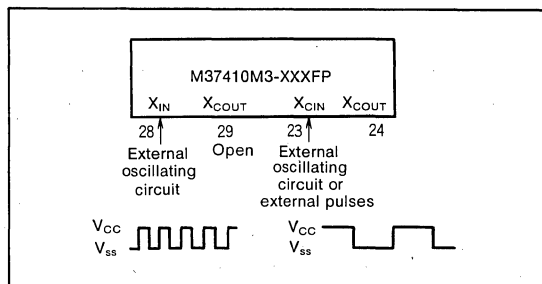 M37410M3-XXXFP
XIN XCOUT XCIN XCOUT
28 29 23 24
Open
External oscillating circuit
External oscillating circuit or external pulses
VCC VCC
Vss Vss